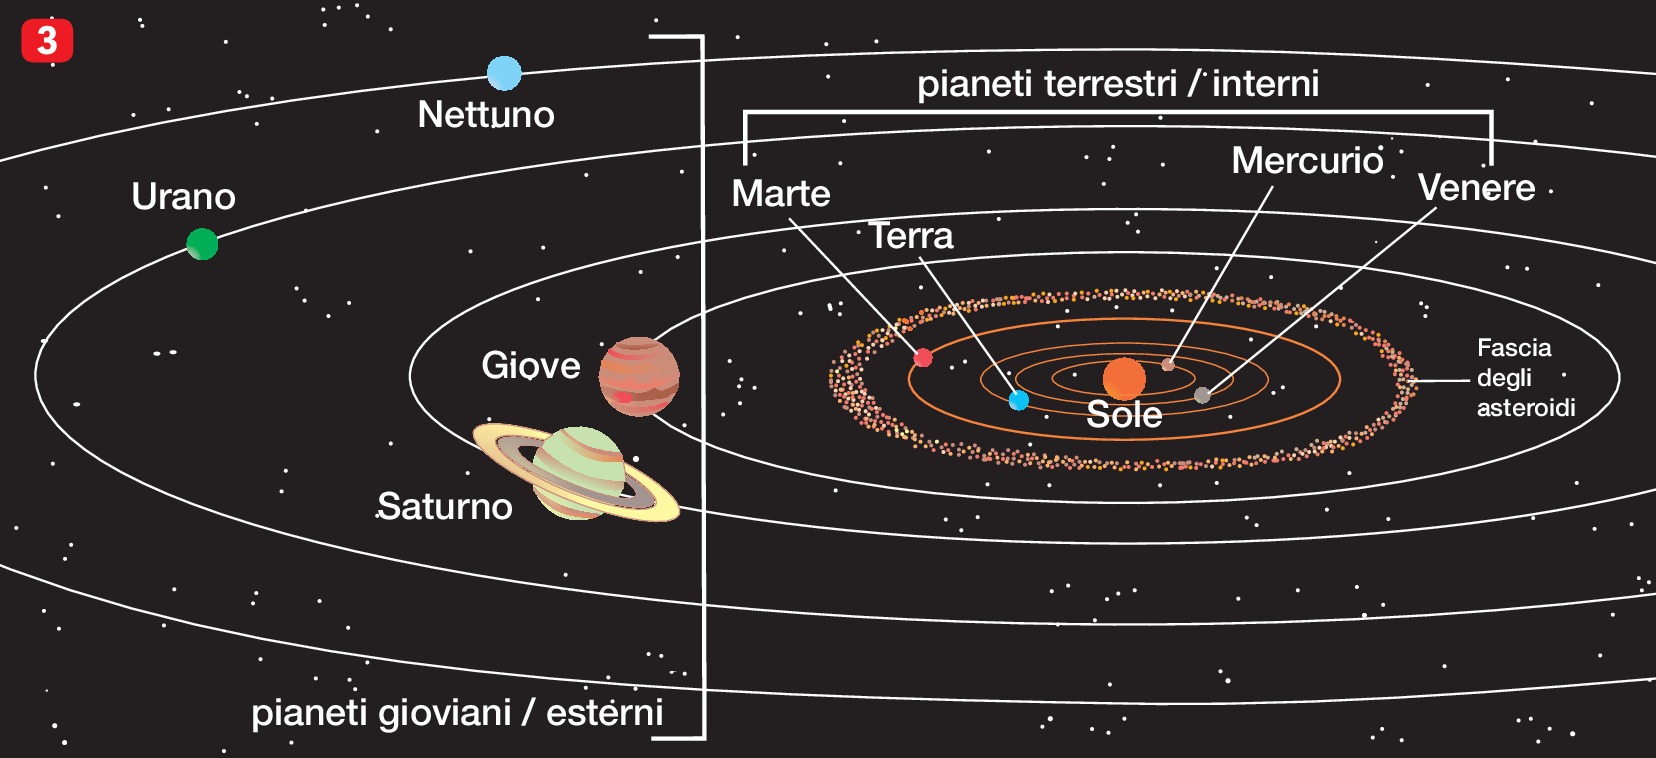 3
Nettuno
pianeti terrestri / interni
Mercurio
Urano
Marte
Venere
Terra
Giove
Fascia
degli
asteroidi
Sole
Saturno
pianeti gioviani / esterni